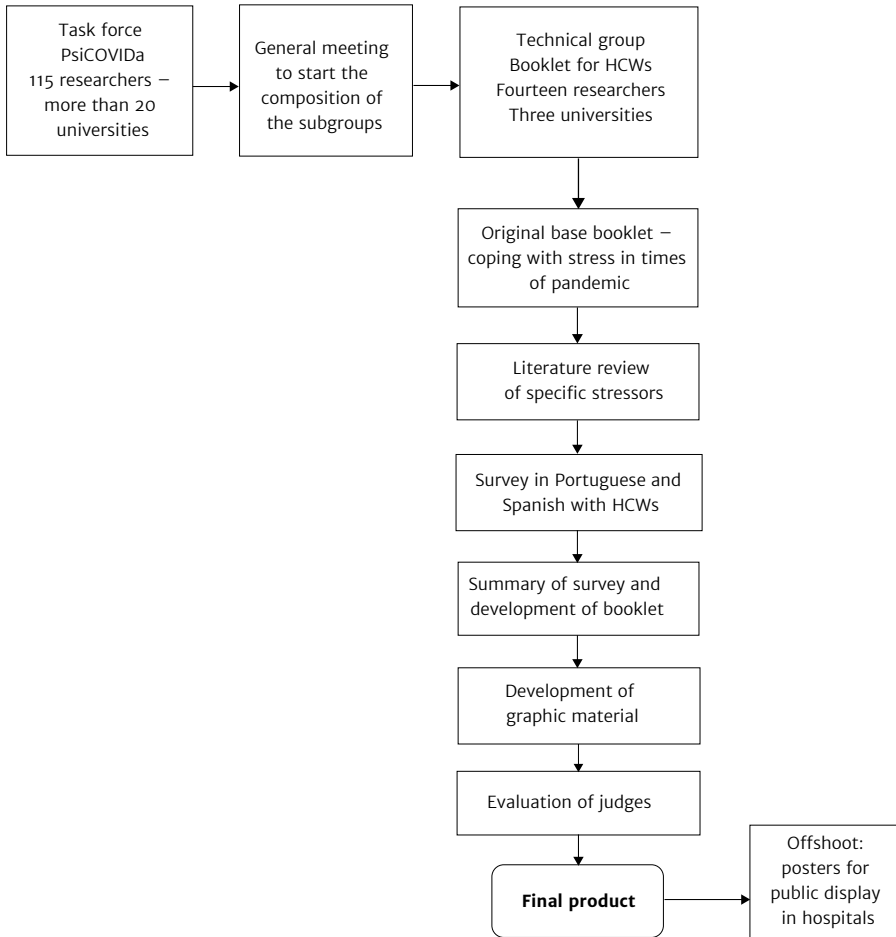 Task force
PsiCOVIDa
115 researchers –
more than 20
universities
General meeting
to start the
composition of
the subgroups
Technical group
Booklet for HCWs
Fourteen researchers
Three universities
Original base booklet –
coping with stress in times
of pandemic
Literature review
of specific stressors
Survey in Portuguese and
Spanish with HCWs
Summary of survey and
development of booklet
Development of
graphic material
Evaluation of judges
Final product
Offshoot:
posters for
public display
in hospitals